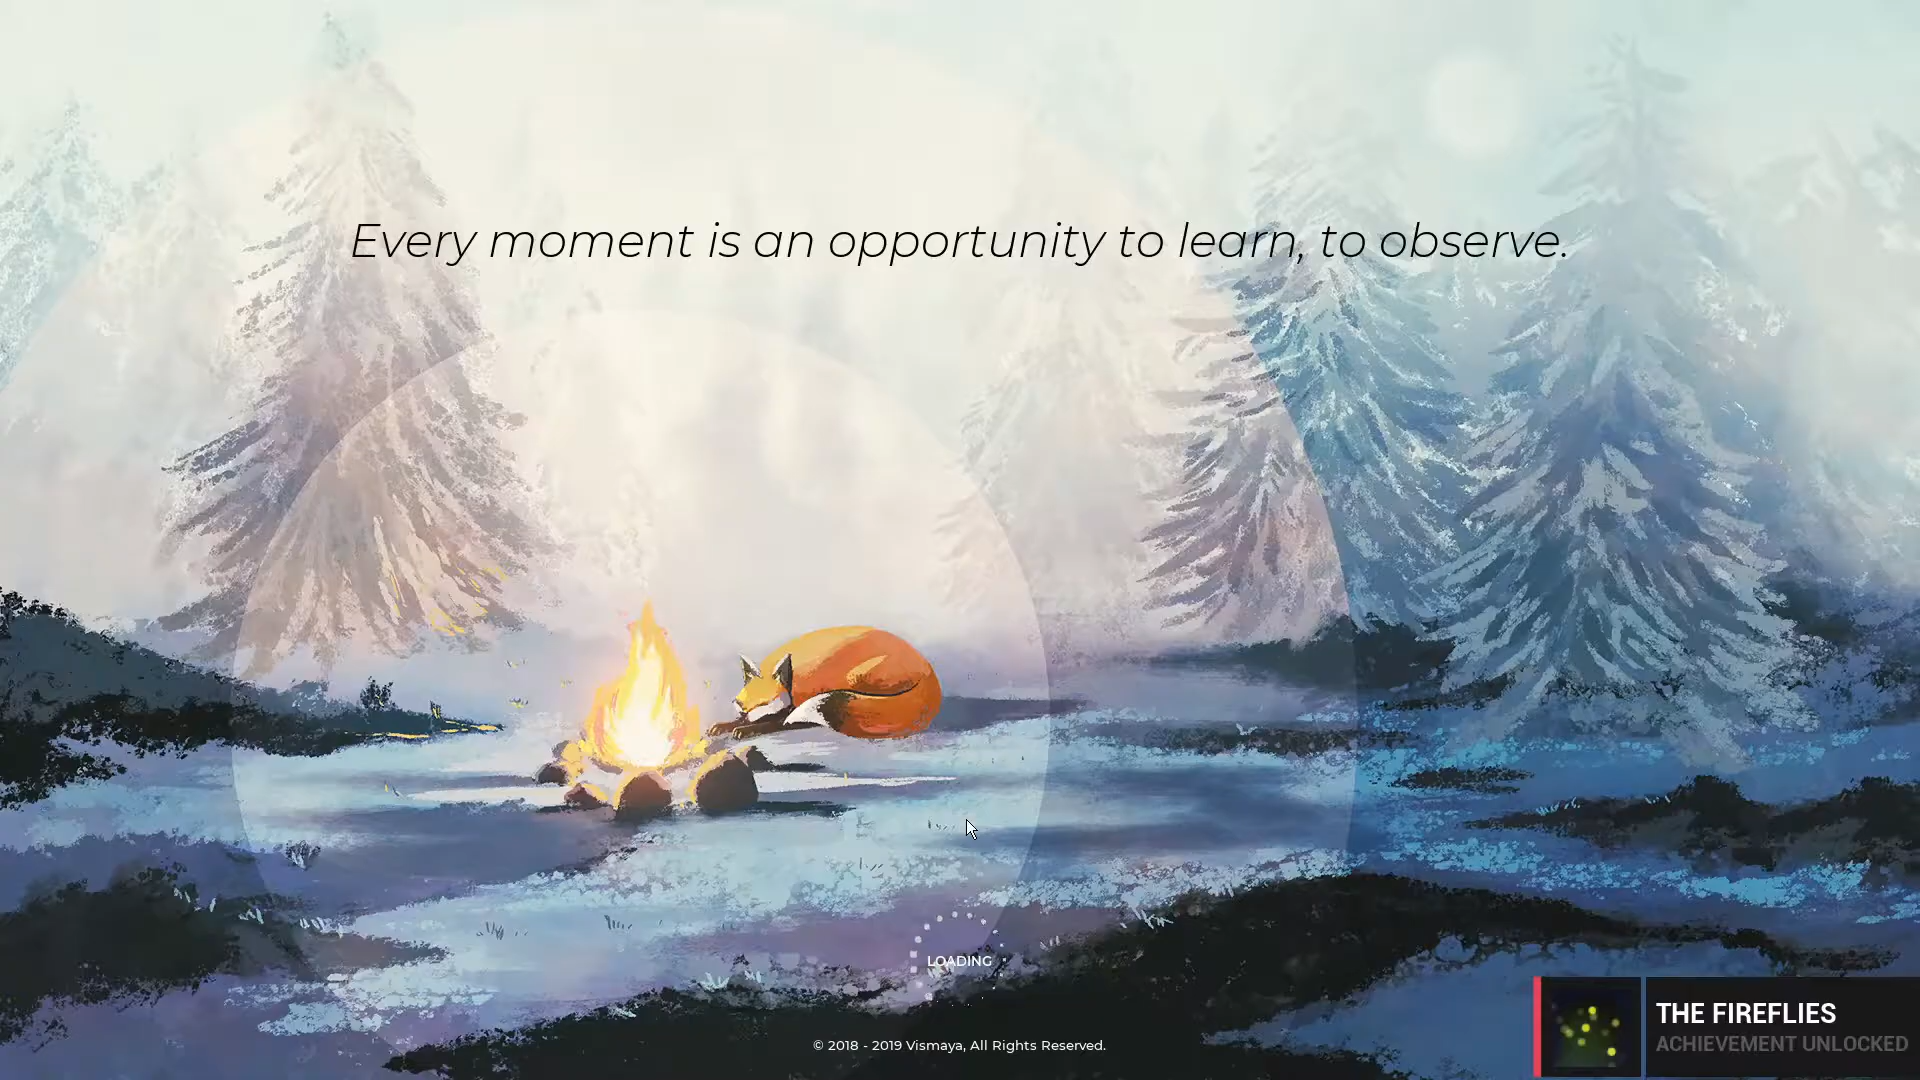 Every moment is an opportunity to learn, to observe.
LOADING
© 2018 - 2019 Vismaya, All Rights Reserved.
THE FIREFLIES
ACHIEVEMENT UNLOCKED